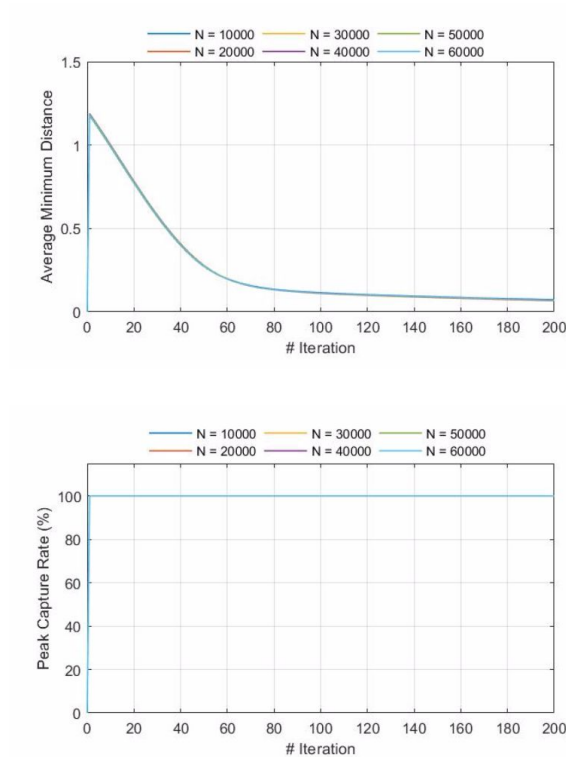 N = 10000 N = 30000 N = 50000
N = 20000 N = 40000 N = 60000
1.5
1
0.5
0
Average Minimum Distance
0 20 40 60 80 100 120 140 160 180 200
# Iteration
N = 10000 N = 30000 N = 50000
N = 20000 N = 40000 N = 60000
100
80
60
40
20
0
Peak Capture Rate (%)
0 20 40 60 80 100 120 140 160 180 200
# Iteration